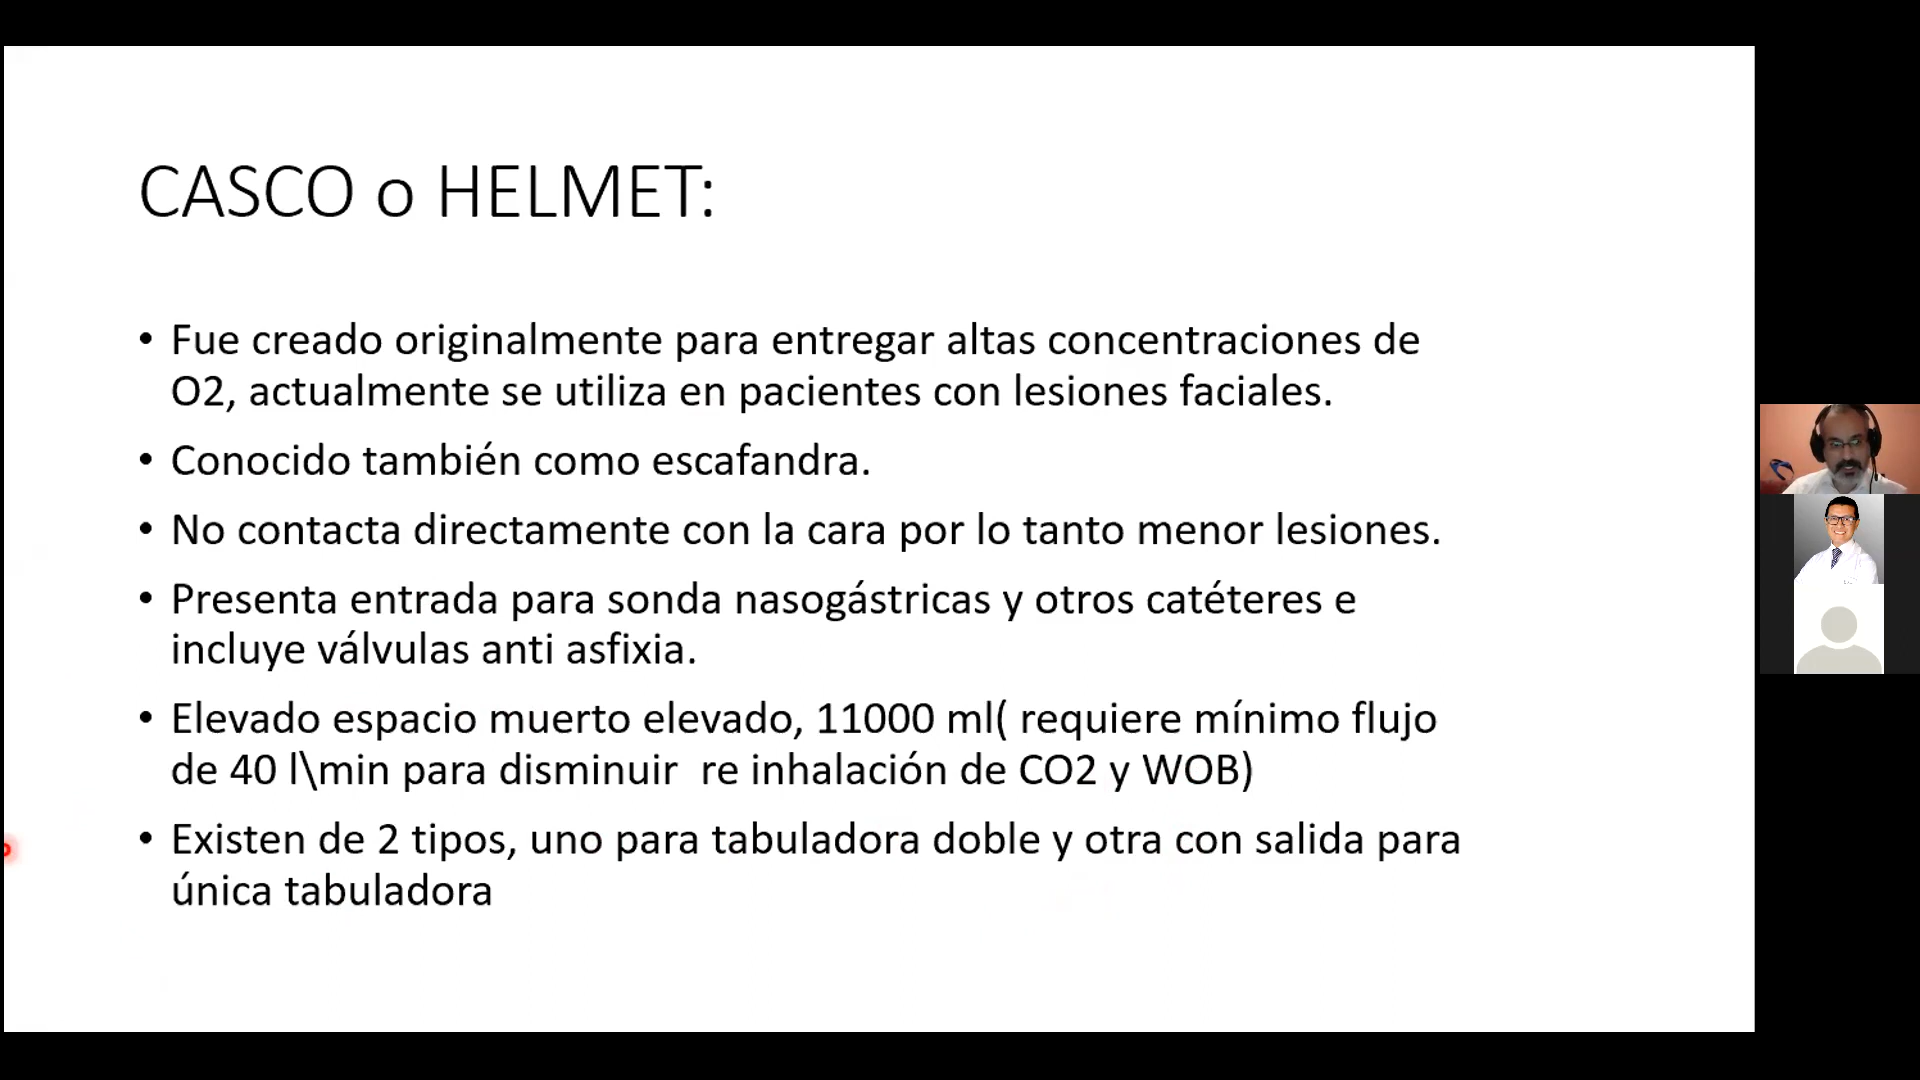 CASCO o HELMET:
• Fue creado originalmente para entregar altas concentraciones de
O2, actualmente se utiliza en pacientes con lesiones faciales.
• Conocido también como escafandra.
• No contacta directamente con la cara por lo tanto menor lesiones.
• Presenta entrada para sonda nasogástricas y otros catéteres e
incluye válvulas anti asfixia.
• Elevado espacio muerto elevado, 11000 ml( requiere mínimo flujo
de 40 l\min para disminuir  re inhalación de CO2 y WOB)
• Existen de 2 tipos, uno para tabuladora doble y otra con salida para
única tabuladora